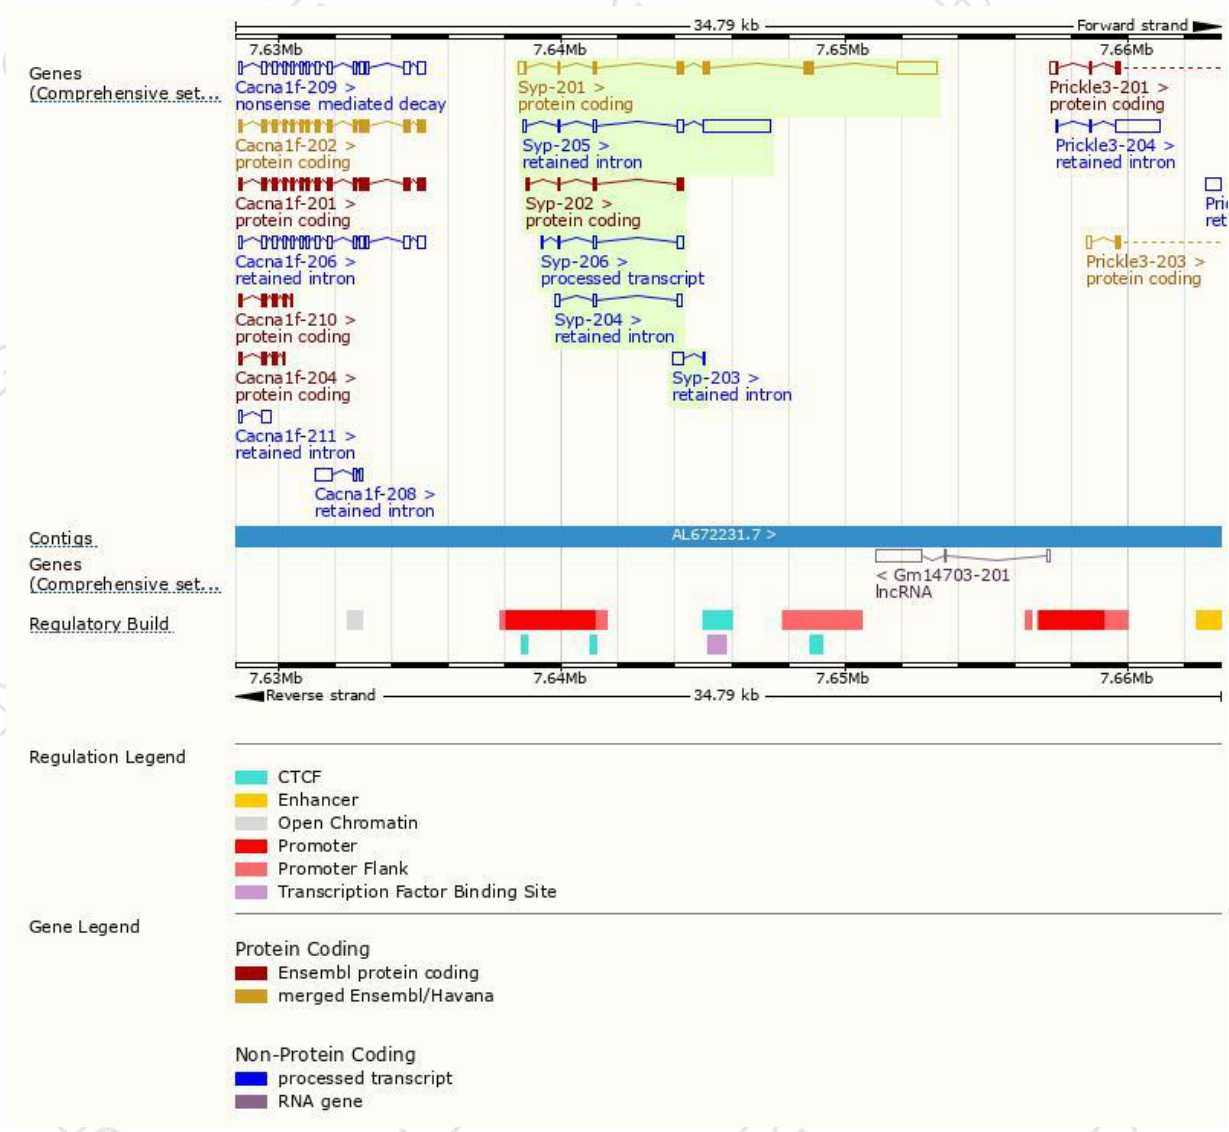 34.79 kb Forward strand
7.63Mb 7.64Mb 7.65Mb 7.66Mb
Genes
(Comprehensive set...
Cacna1f-209 > Syp-201 > Prickle3-201 >
nonsense mediated decay protein coding protein coding
Cacna1f-202 > Syp-205 > Prickle3-204 >
protein coding retained intron retained intron
Cacna1f-201 > Syp-202 > Pri
protein coding protein coding ret
Cacna1f-206 > Syp-206 > Prickle3-203 >
retained intron processed transcript protein coding
Cacna1f-210 > Syp-204 >
protein coding retained intron
Cacna1f-204 > Syp-203 >
protein coding retained intron
Cacna1f-211 >
retained intron
Cacna1f-208 >
retained intron
Contigs AL672231.7 >
Genes
(Comprehensive set...
< Gm14703-201
lncRNA
Regulatory Build
7.63Mb 7.64Mb 7.65Mb 7.66Mb
Reverse strand 34.79 kb
Regulation Legend
CTCF
Enhancer
Open Chromatin
Promoter
Promoter Flank
Transcription Factor Binding Site
Gene Legend
Protein Coding
Ensembl protein coding
merged Ensembl/Havana
Non-Protein Coding
processed transcript
RNA gene